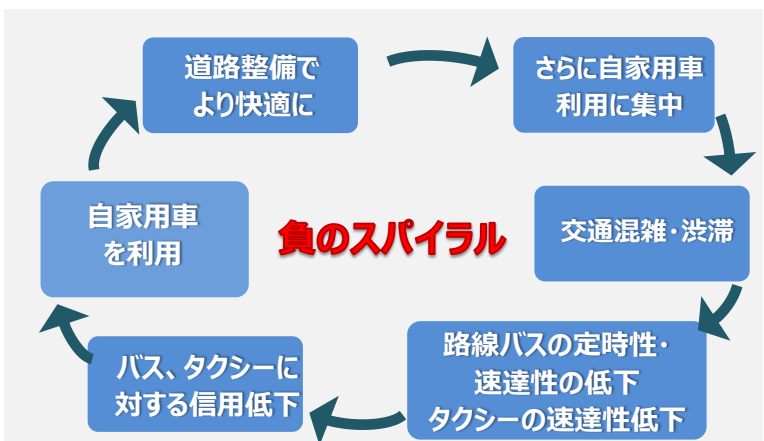 道路整備で
より快適に
さらに自家用車
利用に集中
自家用車
を利用
負のスパイラル
交通混雑・渋滞
路線バスの定時性・
速達性の低下
タクシーの速達性低下
バス、タクシーに
対する信用低下